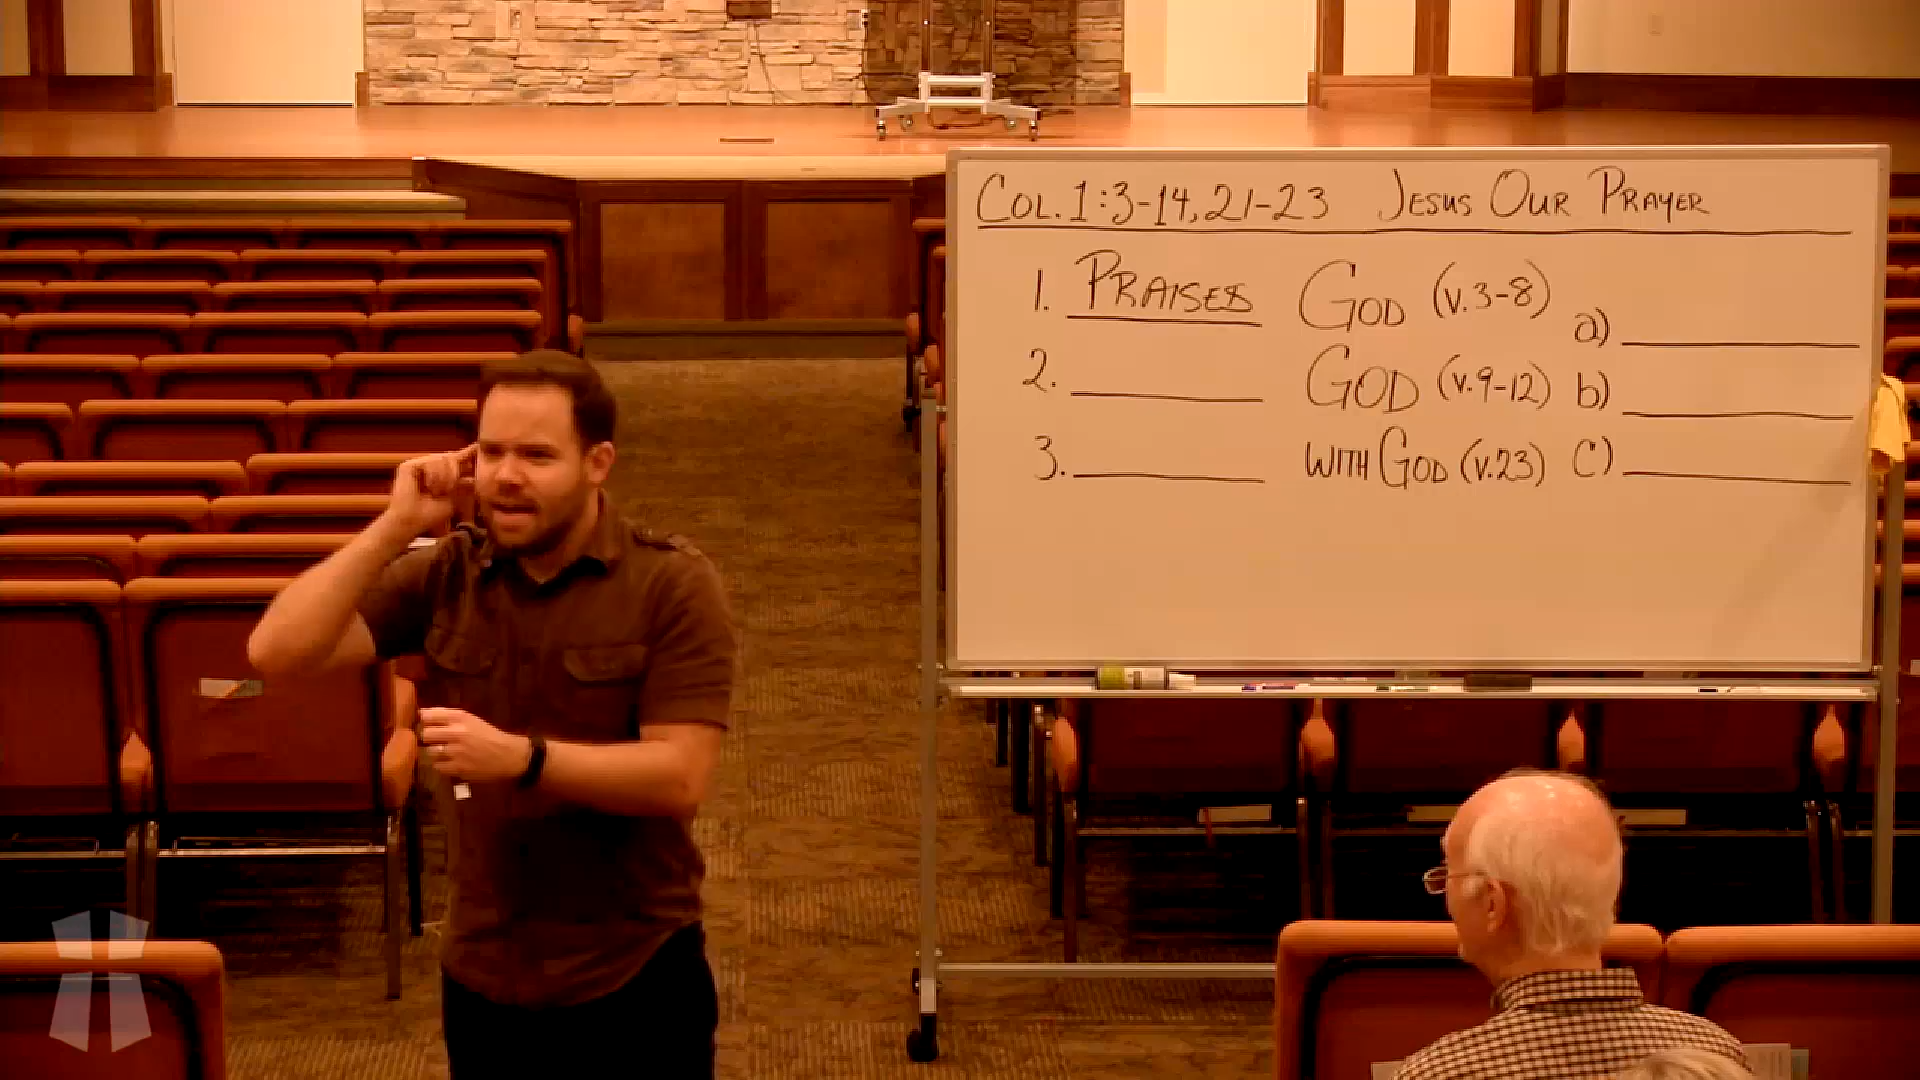 COL. 1:3-14, 21-23 JESUS OUR PRAYER
1. PRAISES GOD (V.3-8) a)
2. GOD (V.9-12) b)
3. WITH GOD (V.23) C)